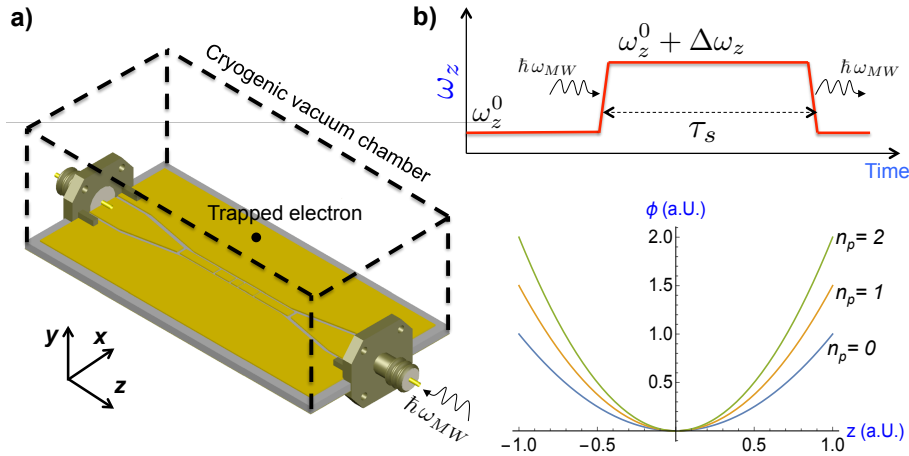 a)
Cryogenic vacuum chamber
Trapped electron
y
x
z
ℏω_MW
b)
ω_z
ω_z^0
ω_z^0 + Δω_z
ℏω_MW
ℏω_MW
τ_s
Time
ϕ (a.U.)
2.0
1.5
1.0
0.5
n_p= 2
n_p= 1
n_p= 0
−1.0
−0.5
0.5
1.0
z (a.U.)